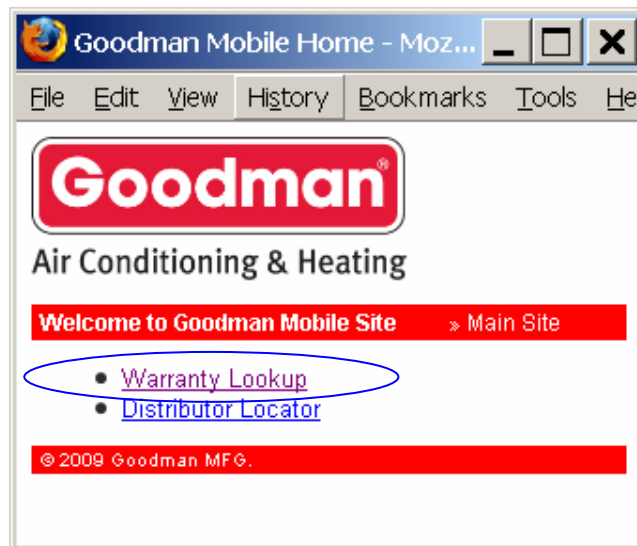 Goodman Mobile Home - Moz...
File Edit View History Bookmarks Tools He
Goodman®
Air Conditioning & Heating
Welcome to Goodman Mobile Site » Main Site
• Warranty Lookup
• Distributor Locator
© 2009 Goodman MFG.